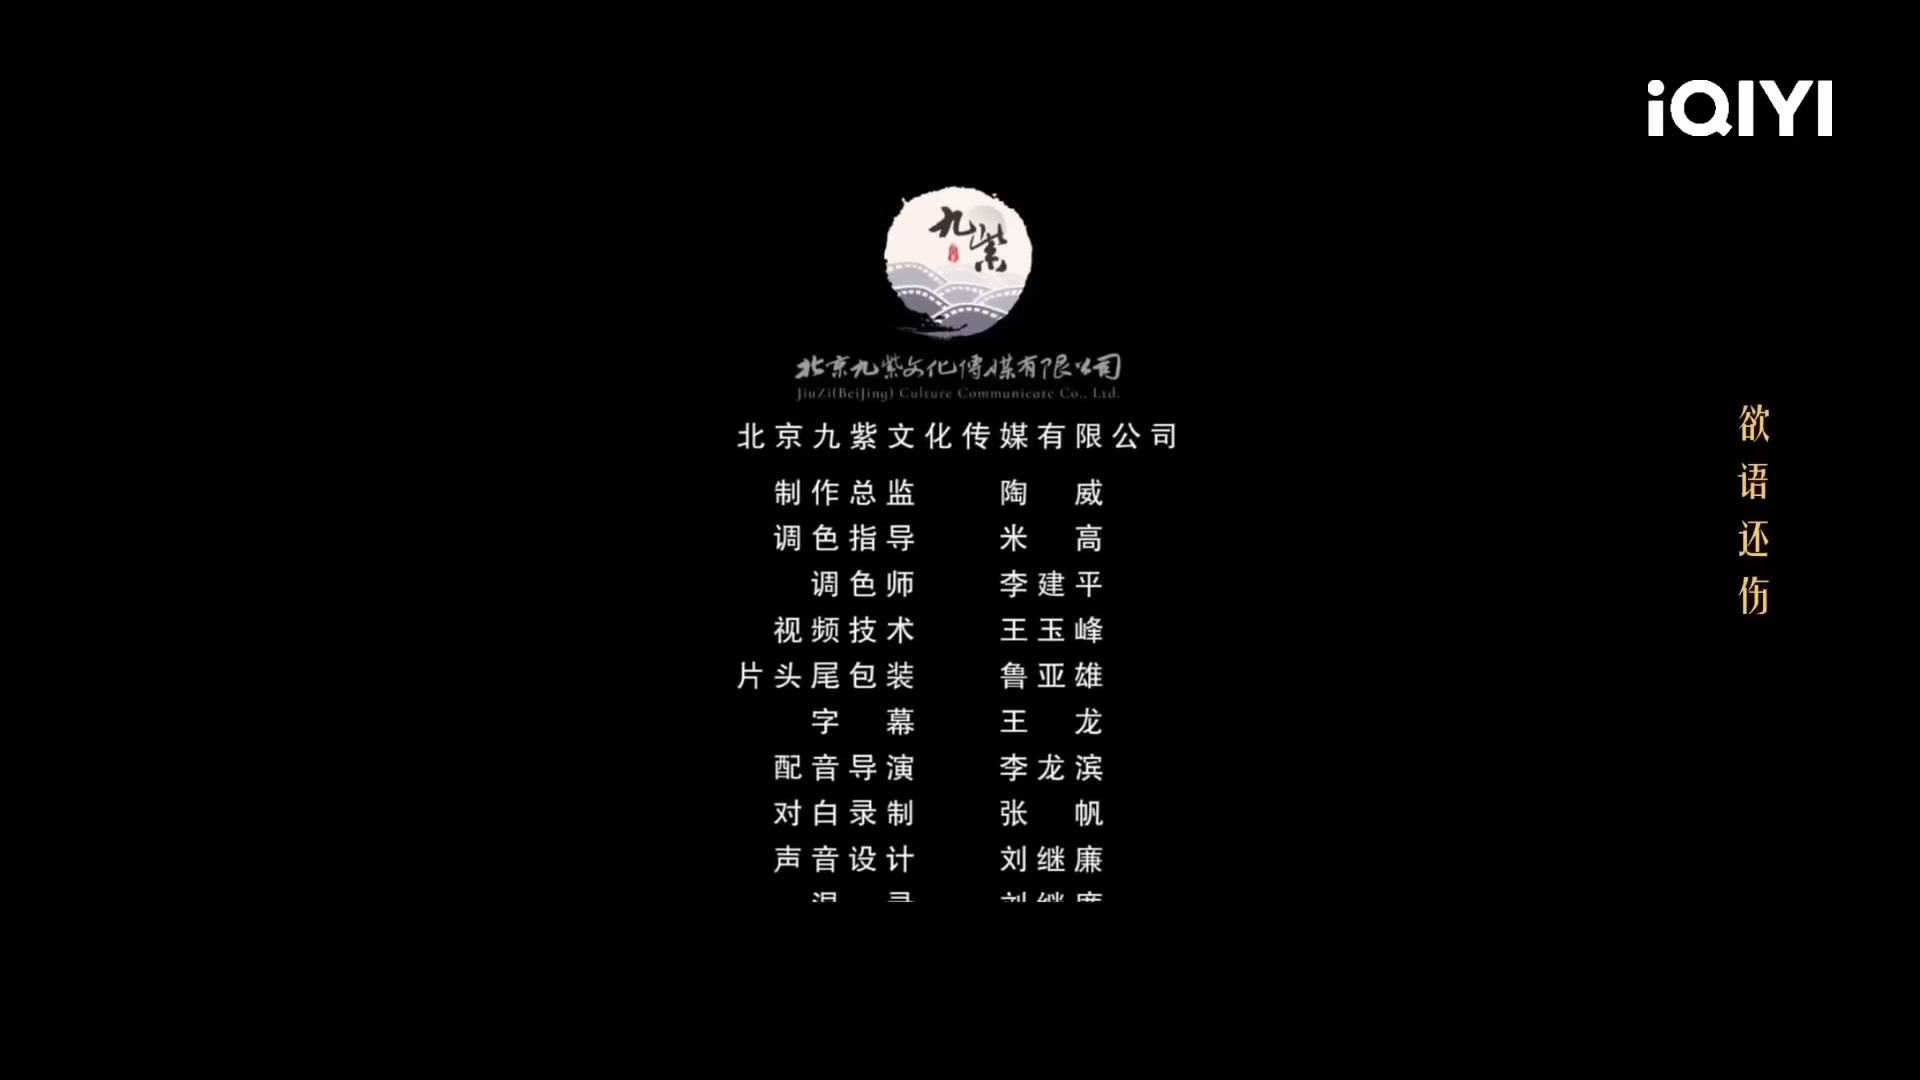 iQIYI
九紫
北京九紫文化傳媒有限公司
JiuZi(BeiJing) Culture Communicate Co., Ltd.
北京九紫文化传媒有限公司
制作总监 陶威
调色指导 米高
调色师 李建平
视频技术 王玉峰
片头尾包装 鲁亚雄
字幕 王龙
配音导演 李龙滨
对白录制 张帆
声音设计 刘继廉
欲语还伤